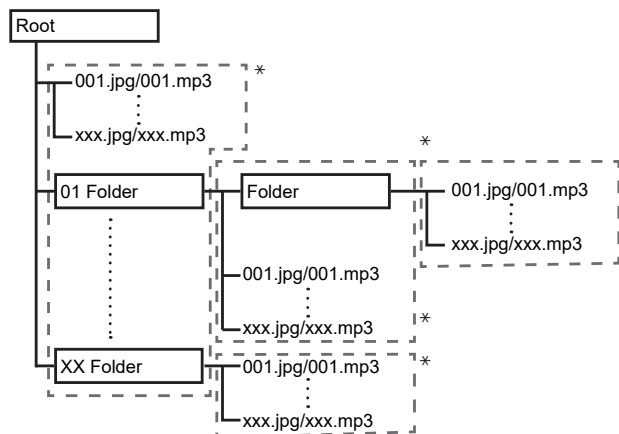 Root
*
001.jpg/001.mp3
xxx.jpg/xxx.mp3
*
*
01 Folder
Folder
001.jpg/001.mp3
xxx.jpg/xxx.mp3
001.jpg/001.mp3
*
xxx.jpg/xxx.mp3
*
XX Folder
001.jpg/001.mp3
xxx.jpg/xxx.mp3